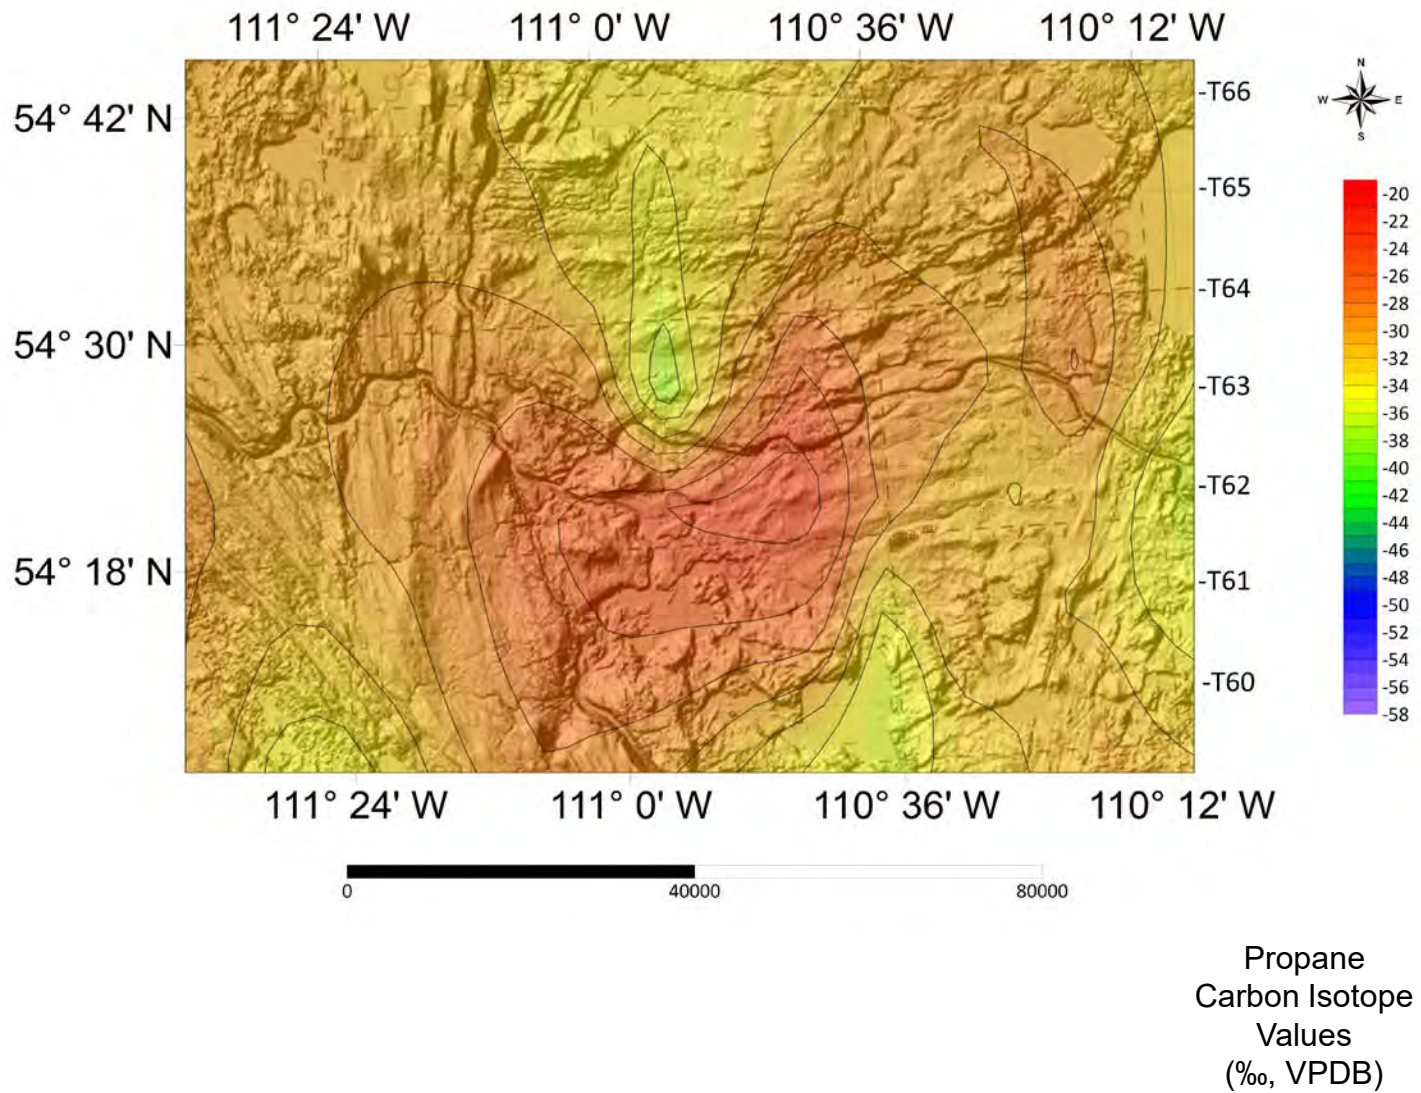 111° 24' W 111° 0' W 110° 36' W 110° 12' W
54° 42' N
54° 30' N
54° 18' N
-T66
-T65
-T64
-T63
-T62
-T61
-T60
N
W E
S
-20
-22
-24
-26
-28
-30
-32
-34
-36
-38
-40
-42
-44
-46
-48
-50
-52
-54
-56
-58
111° 24' W 111° 0' W 110° 36' W 110° 12' W
0 40000 80000
Propane
Carbon Isotope
Values
(‰, VPDB)